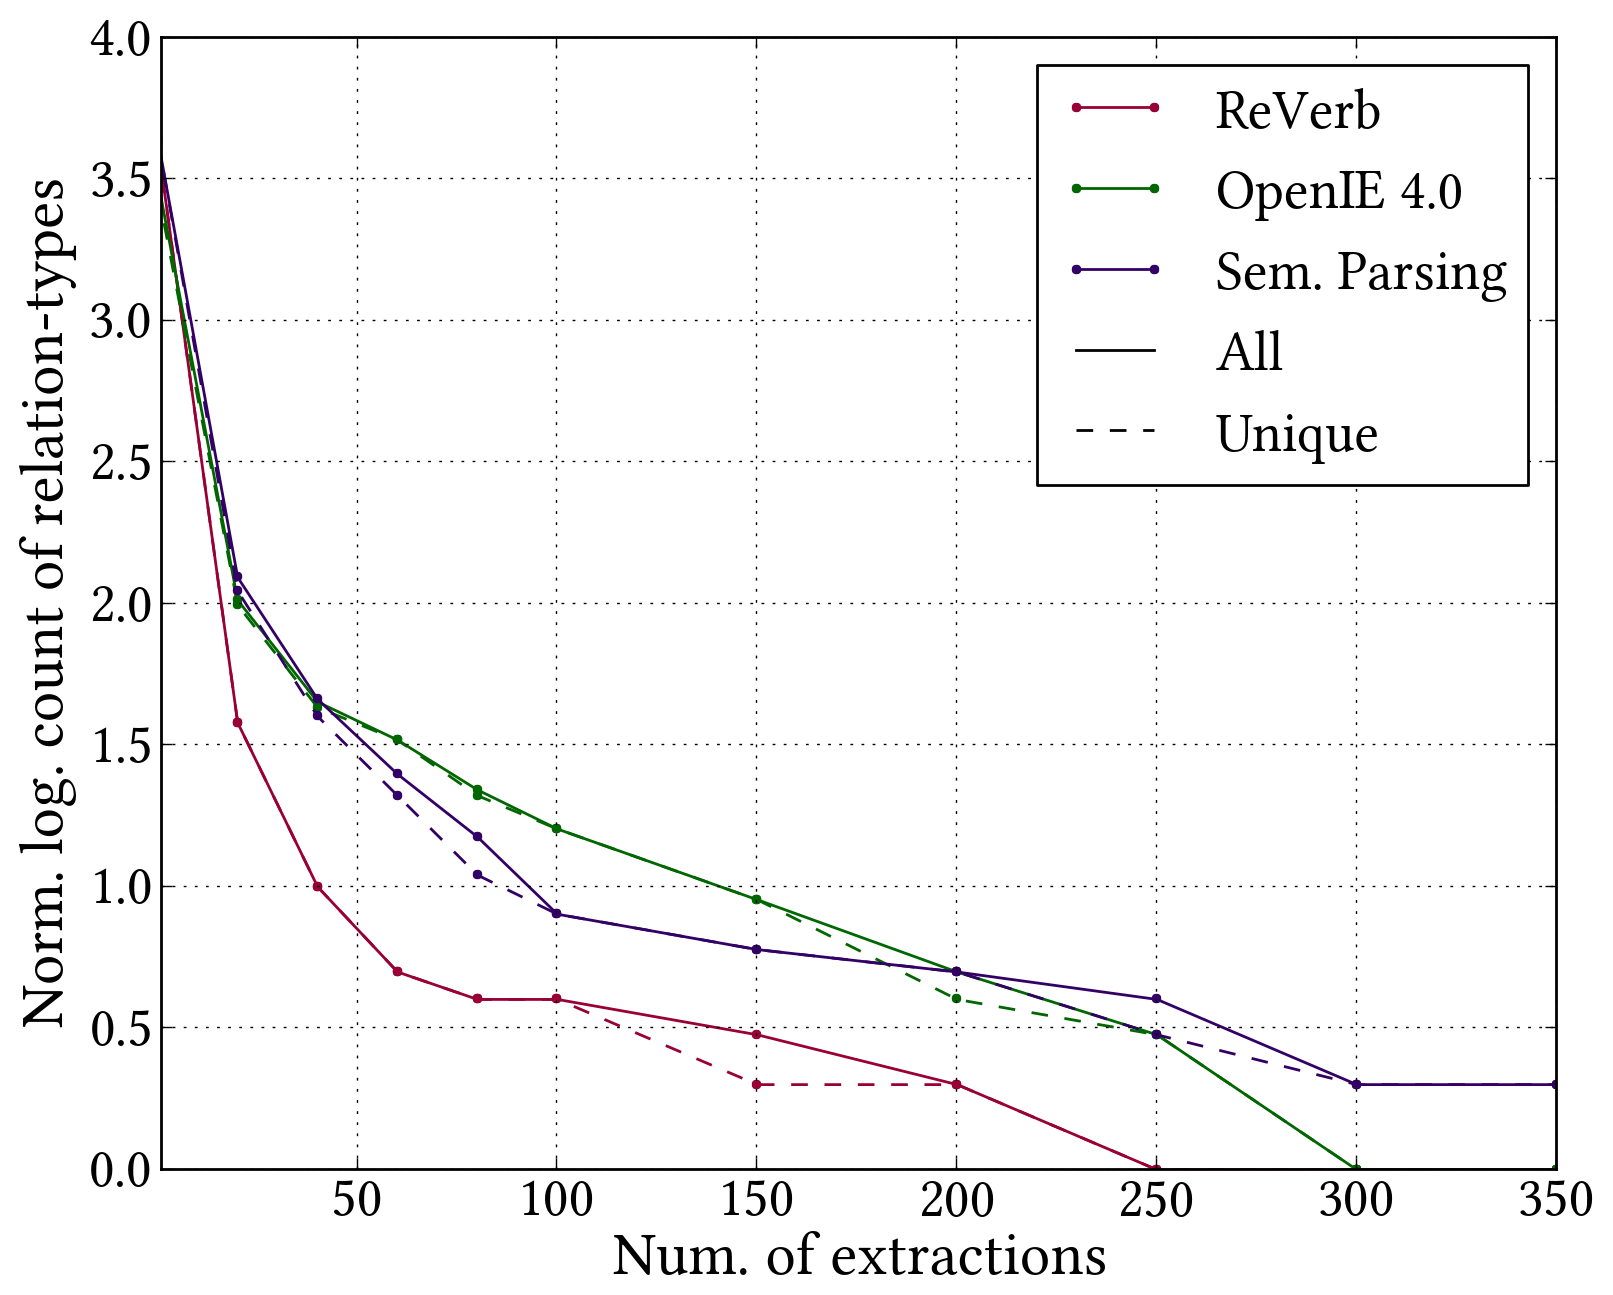 Norm. log. count of relation-types
4.0
3.5
3.0
2.5
2.0
1.5
1.0
0.5
0.0
ReVerb
OpenIE 4.0
Sem. Parsing
All
Unique
50 100 150 200 250 300 350
Num. of extractions